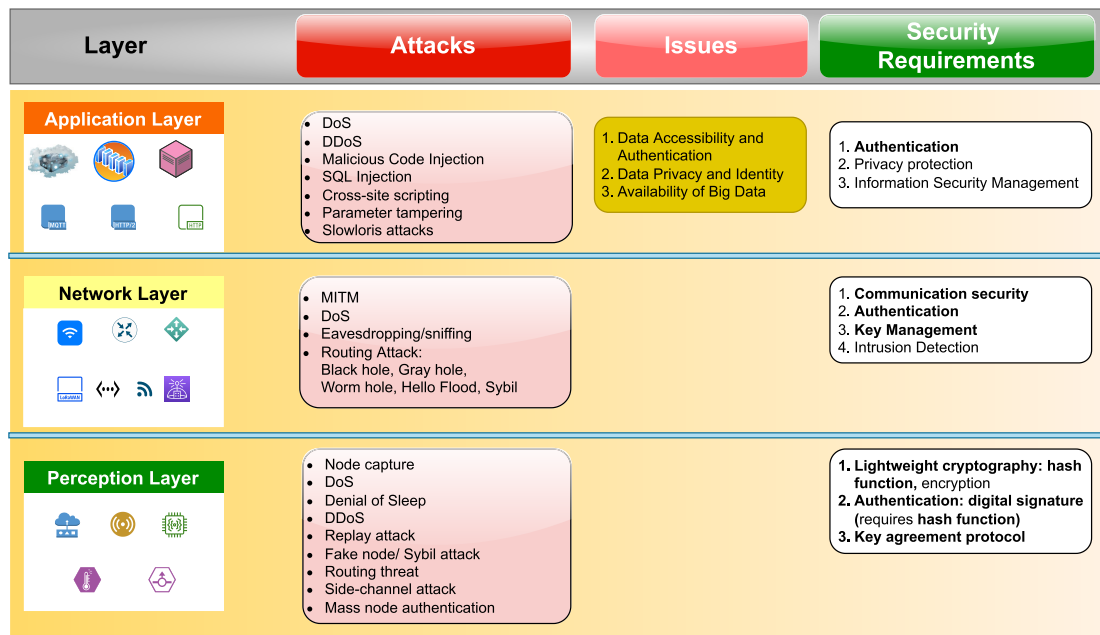 Layer
Attacks
Issues
Security
Requirements
Application Layer
MQTT
HTTP/2
HTTP
• DoS
• DDoS
• Malicious Code Injection
• SQL Injection
• Cross-site scripting
• Parameter tampering
• Slowloris attacks
1. Data Accessibility and
Authentication
2. Data Privacy and Identity
3. Availability of Big Data
1. Authentication
2. Privacy protection
3. Information Security Management
Network Layer
LoRaWAN
• MITM
• DoS
• Eavesdropping/sniffing
• Routing Attack:
Black hole, Gray hole,
Worm hole, Hello Flood, Sybil
1. Communication security
2. Authentication
3. Key Management
4. Intrusion Detection
Perception Layer
• Node capture
• DoS
• Denial of Sleep
• DDoS
• Replay attack
• Fake node/ Sybil attack
• Routing threat
• Side-channel attack
• Mass node authentication
1. Lightweight cryptography: hash
function, encryption
2. Authentication: digital signature
(requires hash function)
3. Key agreement protocol